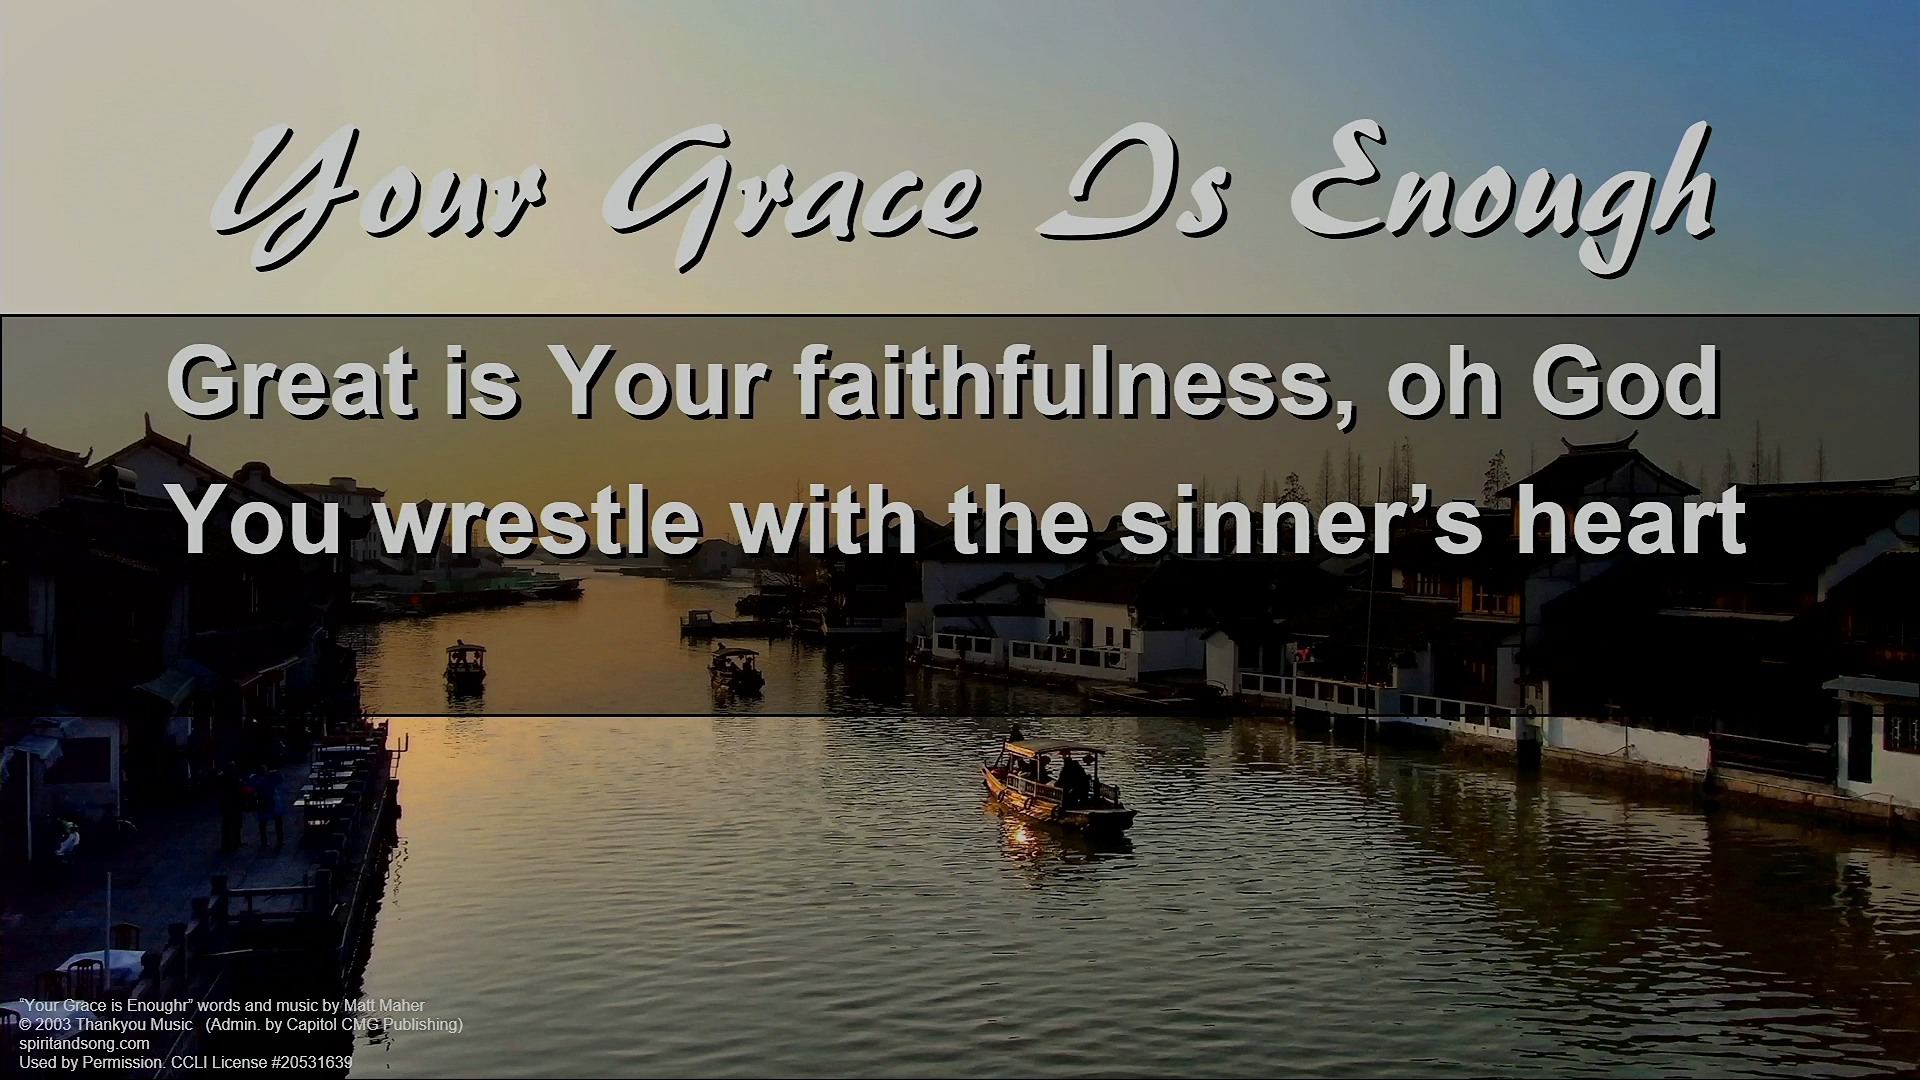 Your Grace Is Enough
Great is Your faithfulness, oh God
You wrestle with the sinner’s heart
“Your Grace is Enoughr” words and music by Matt Maher
© 2003 Thankyou Music (Admin. by Capitol CMG Publishing)
spiritandsong.com
Used by Permission. CCLI License #20531639